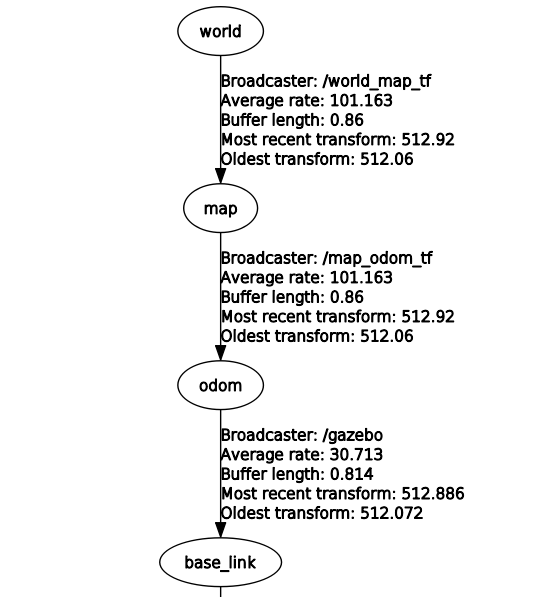 world
Broadcaster: /world_map_tf
Average rate: 101.163
Buffer length: 0.86
Most recent transform: 512.92
Oldest transform: 512.06
map
Broadcaster: /map_odom_tf
Average rate: 101.163
Buffer length: 0.86
Most recent transform: 512.92
Oldest transform: 512.06
odom
Broadcaster: /gazebo
Average rate: 30.713
Buffer length: 0.814
Most recent transform: 512.886
Oldest transform: 512.072
base_link